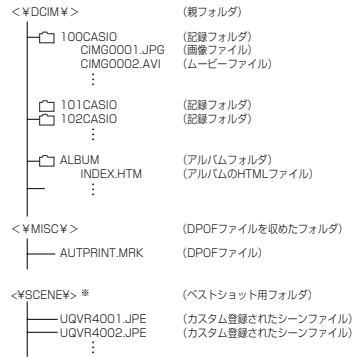 <¥DCIM¥> （親フォルダ）
100CASIO （記録フォルダ）
CIMG0001.JPG （画像ファイル）
CIMG0002.AVI （ムービーファイル）
⋮
101CASIO （記録フォルダ）
102CASIO （記録フォルダ）
⋮
ALBUM （アルバムフォルダ）
INDEX.HTM （アルバムのHTMLファイル）
⋮
<¥MISC¥> （DPOFファイルを収めたフォルダ）
AUTPRINT.MRK （DPOFファイル）
<¥SCENE¥> ※ （ベストショット用フォルダ）
UQVR4001.JPE （カスタム登録されたシーンファイル）
UQVR4002.JPE （カスタム登録されたシーンファイル）
⋮